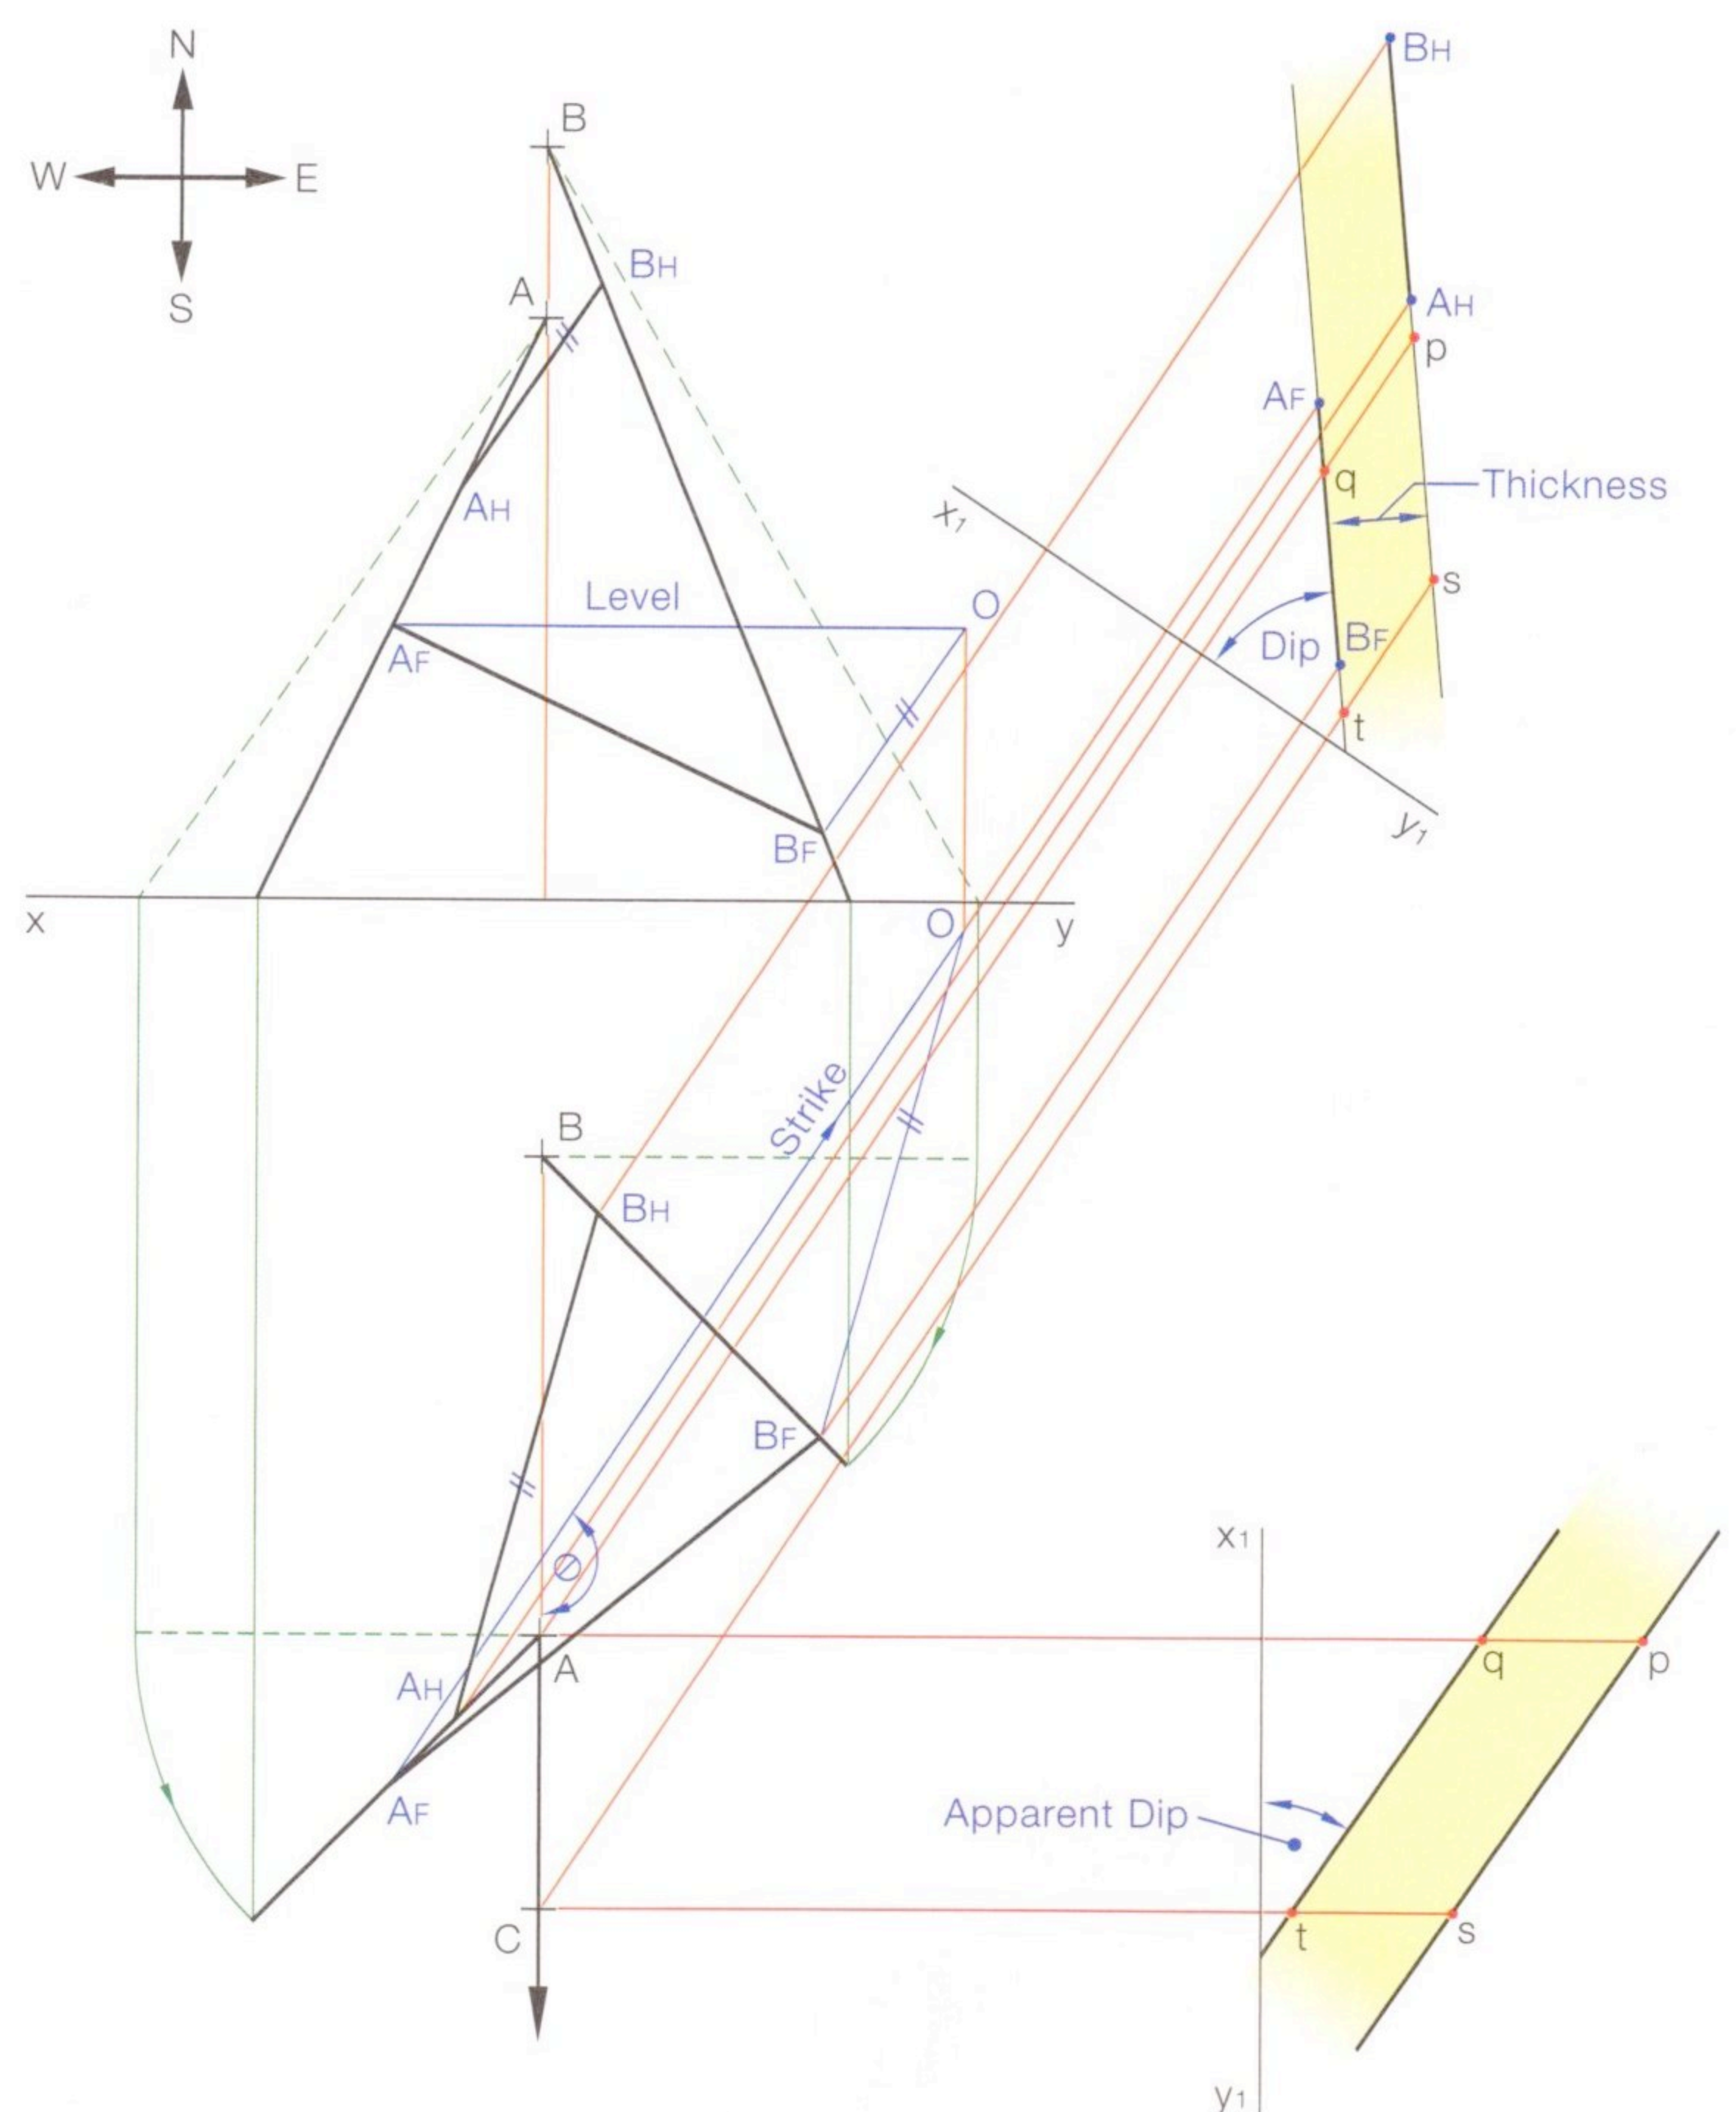 N
B
BH
W
E
BH
S
A
AH
p
AF
q
Thickness
AH
x1
s
Level
O
Dip
BF
AF
t
BF
y1
x
O
y
Strike
B
BH
BF
x1
A
q
p
AH
AF
Apparent Dip
C
t
s
y1